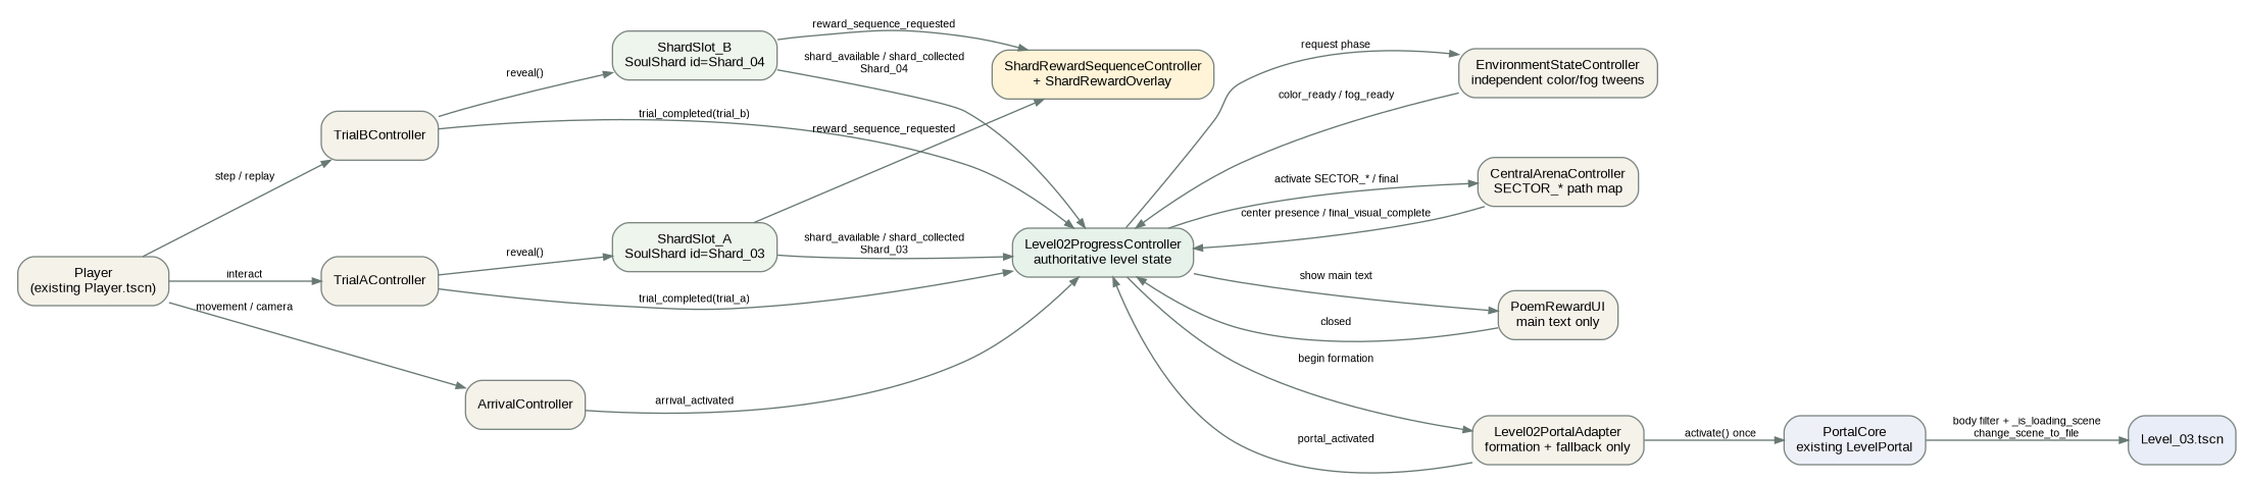 reward_sequence_requested
ShardSlot_B
SoulShard id=Shard_04
ShardRewardSequenceController
+ ShardRewardOverlay
request phase
EnvironmentStateController
independent color/fog tweens
shard_available / shard_collected
Shard_04
reveal()
color_ready / fog_ready
TrialBController
trial_completed(trial_b)
reward_sequence_requested
step / replay
activate SECTOR_* / final
CentralArenaController
SECTOR_* path map
center presence / final_visual_complete
ShardSlot_A
SoulShard id=Shard_03
shard_available / shard_collected
Shard_03
Level02ProgressController
authoritative level state
reveal()
Player
(existing Player.tscn)
interact
TrialAController
show main text
trial_completed(trial_a)
movement / camera
PoemRewardUI
main text only
closed
begin formation
ArrivalController
arrival_activated
portal_activated
Level02PortalAdapter
formation + fallback only
activate() once
PortalCore
existing LevelPortal
body filter + _is_loading_scene
change_scene_to_file
Level_03.tscn